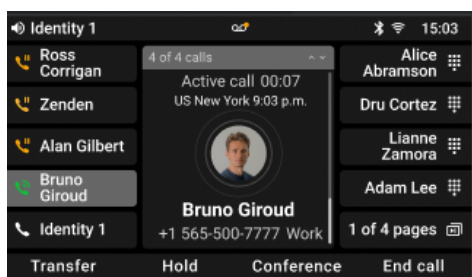 Identity 1
15:03
Ross
Corrigan
Zenden
Alan Gilbert
Bruno
Giroud
Identity 1
4 of 4 calls
Active call 00:07
US New York 9:03 p.m.
Bruno Giroud
+1 565-500-7777 Work
Alice
Abramson
Dru Cortez
Lianne
Zamora
Adam Lee
1 of 4 pages
Transfer
Hold
Conference
End call